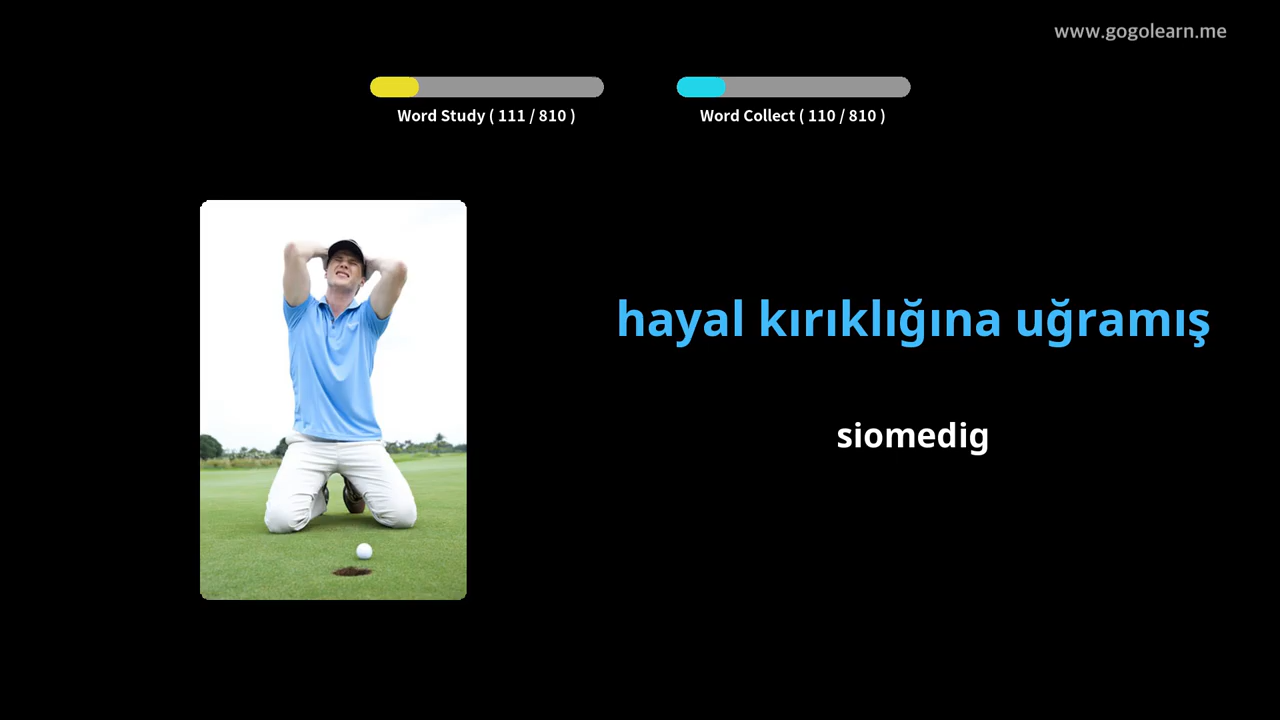 www.gogolearn.me
Word Study ( 111 / 810 )
Word Collect ( 110 / 810 )
hayal kırıklığına uğramış
siomedig